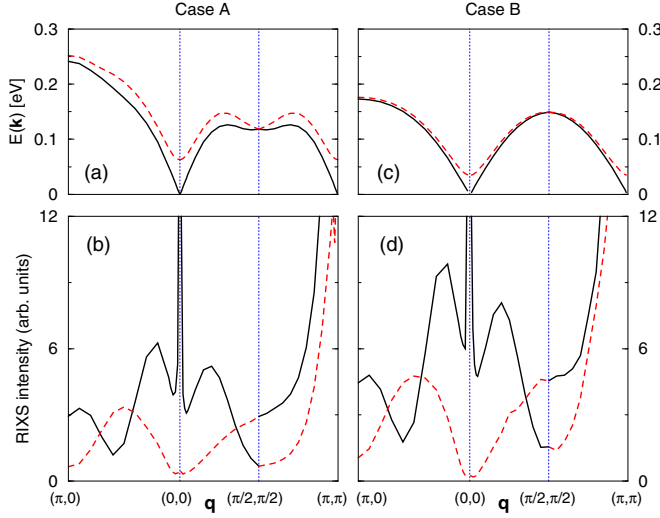 Case A
Case B
E(k) [eV]
0.3
0.2
0.1
0
(a)
(c)
0.3
0.2
0.1
0
RIXS intensity (arb. units)
12
6
0
(b)
(d)
12
6
0
(π,0)
(0,0)
q
(π/2,π/2)
(π,π)
(π,0)
(0,0)
q
(π/2,π/2)
(π,π)